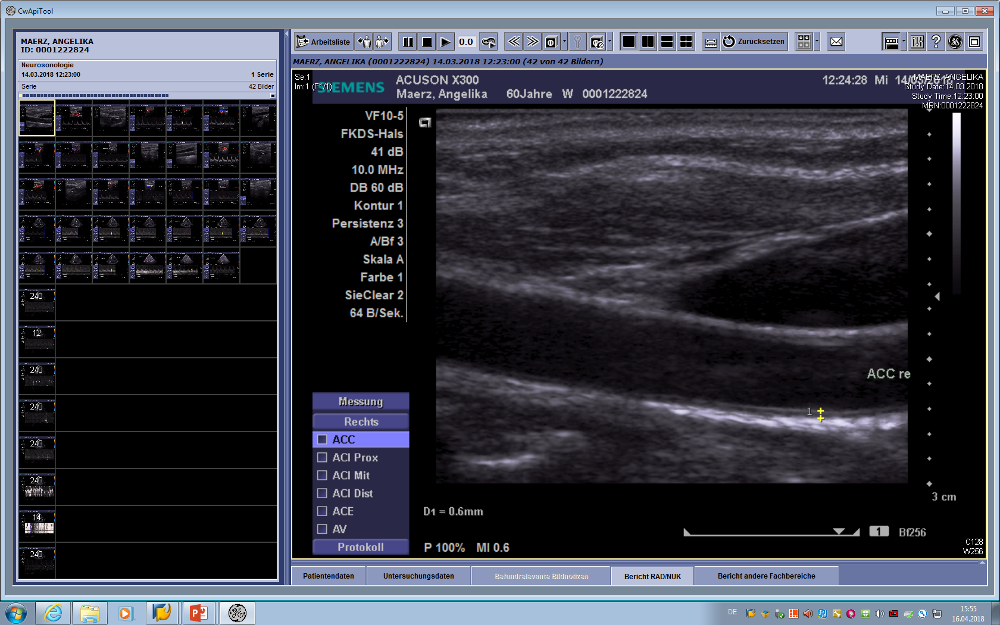 CwApiTool
MAERZ, ANGELIKA
ID: 0001222824
Neurosonologie
14.03.2018 12:23:00 1 Serie
Serie 42 Bilder
240
12
240
240
240
240
14
240
Arbeitsliste
0.0
Zurücksetzen
MAERZ, ANGELIKA (0001222824) 14.03.2018 12:23:00 (42 von 42 Bildern)
Se:1
Im:1 (F1/1)
SIEMENS
ACUSON X300
Maerz, Angelika 60Jahre W 0001222824
12:24:28 Mi
MAERZ, ANGELIKA
Study Date:14.03.2018
Study Time:12:23:00
MRN:0001222824
VF10-5
FKDS-Hals
41 dB
10.0 MHz
DB 60 dB
Kontur 1
Persistenz 3
A/Bf 3
Skala A
Farbe 1
SieClear 2
64 B/Sek.
ACC re
1
Messung
Rechts
ACC
ACI Prox
ACI Mit
ACI Dist
ACE
AV
Protokoll
3 cm
D1 = 0.6mm
1 Bf256
P 100% MI 0.6
C128
W256
Patientendaten
Untersuchungsdaten
Befundrelevante Bildnotizen
Bericht RAD/NUK
Bericht andere Fachbereiche
DE
15:55
16.04.2018